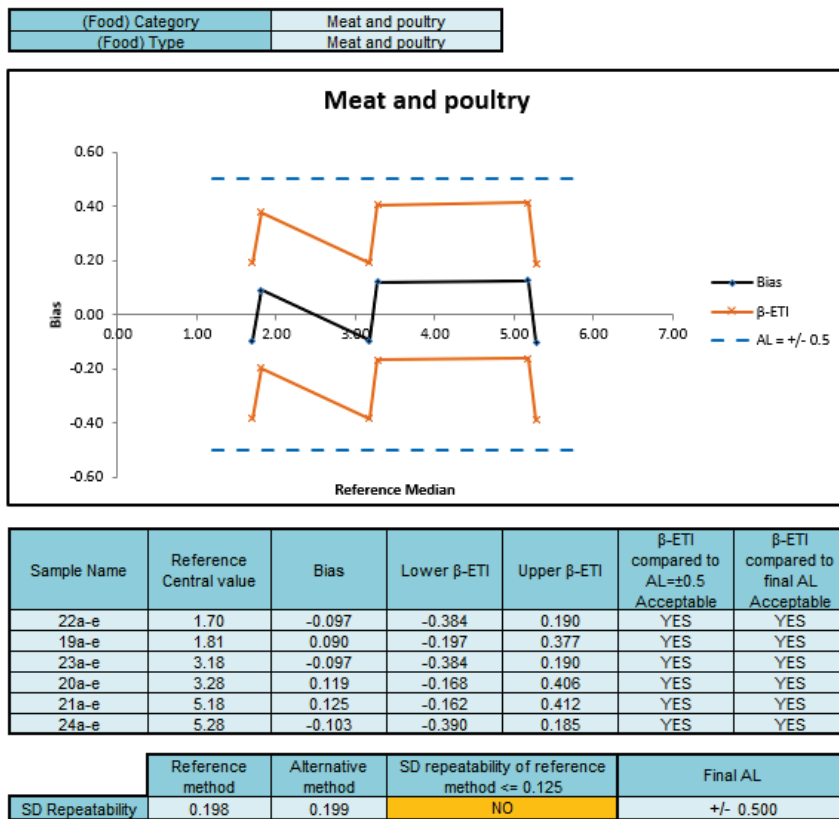 (Food) Category Meat and poultry
(Food) Type Meat and poultry
Meat and poultry
0.60
0.40
0.20
0.00
-0.20
-0.40
-0.60
0.00 1.00 2.00 3.00 4.00 5.00 6.00 7.00
Bias
Reference Median
Bias
β-ETI
AL = +/- 0.5
Sample Name Reference Central value Bias Lower β-ETI Upper β-ETI β-ETI compared to AL=±0.5 Acceptable β-ETI compared to final AL Acceptable
22a-e 1.70 -0.097 -0.384 0.190 YES YES
19a-e 1.81 0.090 -0.197 0.377 YES YES
23a-e 3.18 -0.097 -0.384 0.190 YES YES
20a-e 3.28 0.119 -0.168 0.406 YES YES
21a-e 5.18 0.125 -0.162 0.412 YES YES
24a-e 5.28 -0.103 -0.390 0.185 YES YES
Reference method Alternative method SD repeatability of reference method <= 0.125 Final AL
SD Repeatability 0.198 0.199 NO +/- 0.500